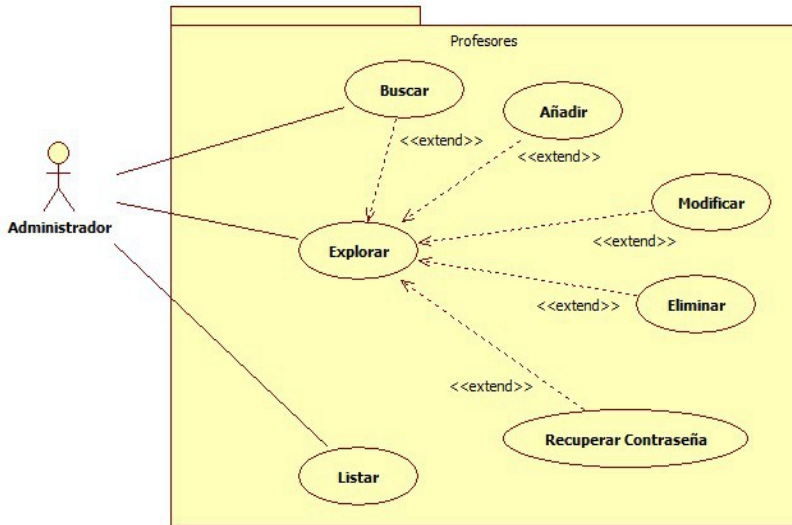 Profesores
Buscar
Añadir
<<extend>>
<<extend>>
Modificar
Administrador
<<extend>>
Explorar
Eliminar
<<extend>>
<<extend>>
Recuperar Contraseña
Listar